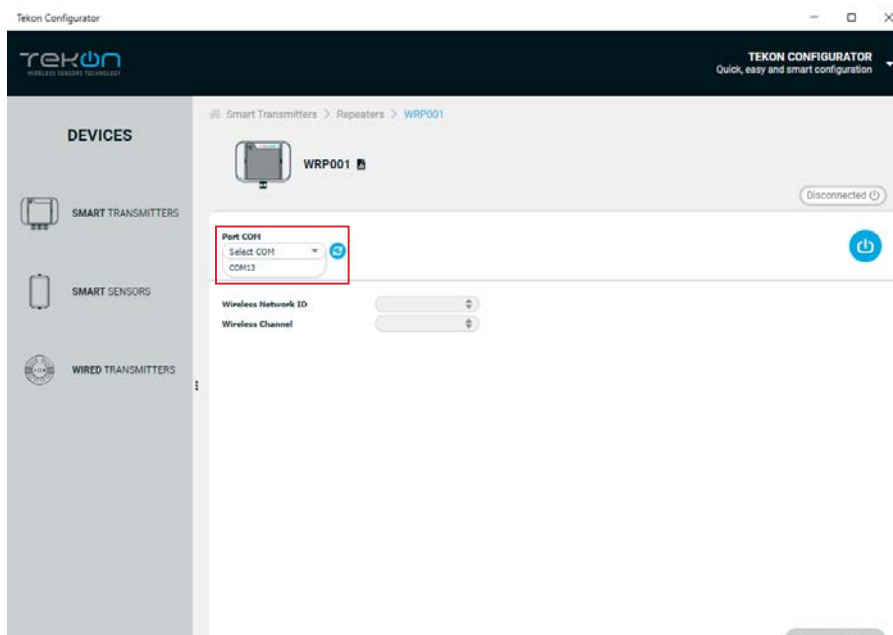 Tekon Configurator
TEKON
WIRELESS SENSORS TECHNOLOGY
TEKON CONFIGURATOR
Quick, easy and smart configuration
DEVICES
SMART TRANSMITTERS
SMART SENSORS
WIRED TRANSMITTERS
Smart Transmitters > Repeaters > WRP001
WRP001
Disconnected
Port COM
Select COM
COM13
Wireless Network ID
Wireless Channel